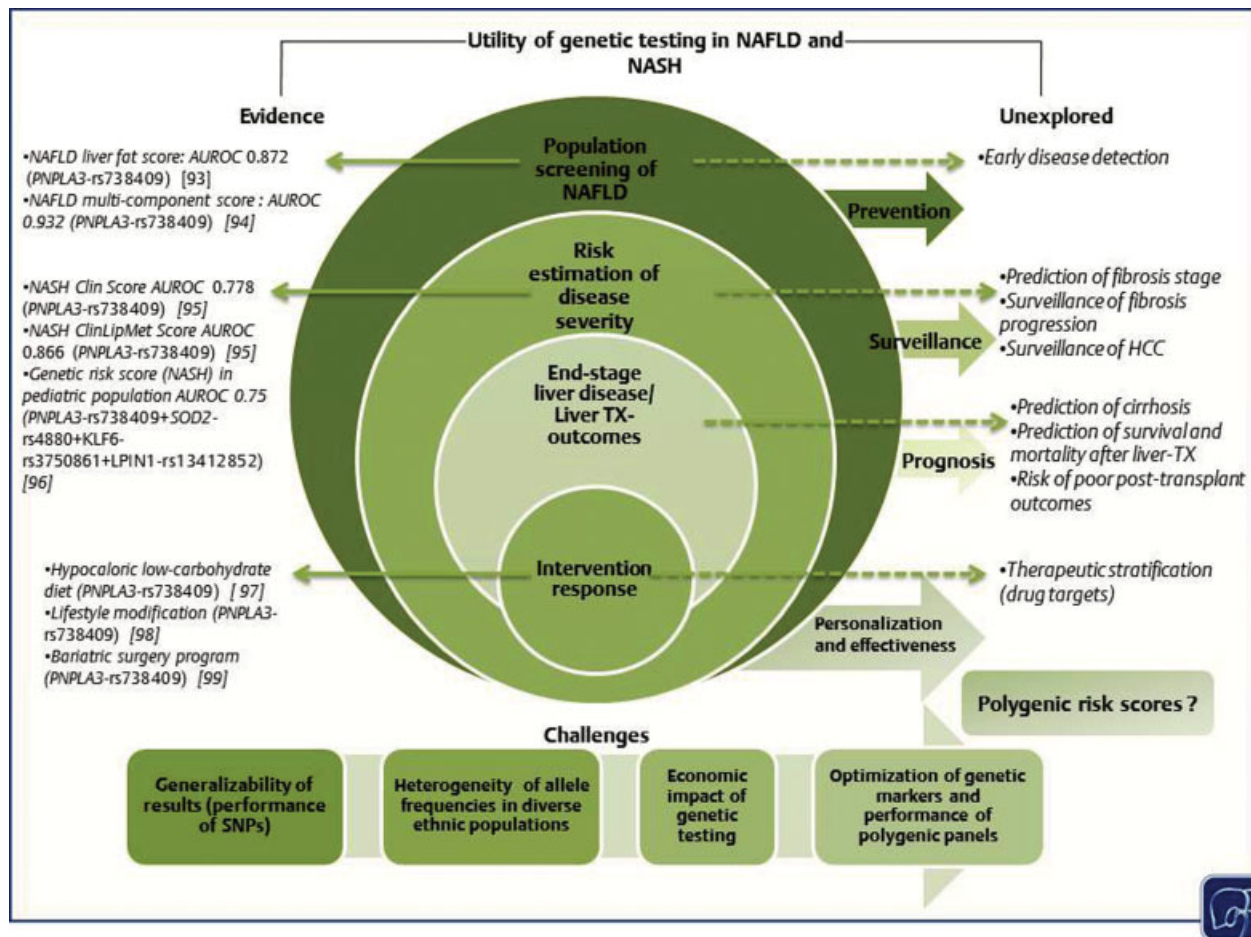 Utility of genetic testing in NAFLD and
NASH
Evidence
Unexplored
•NAFLD liver fat score: AUROC 0.872
(PNPLA3-rs738409) [93]
•NAFLD multi-component score : AUROC
0.932 (PNPLA3-rs738409) [94]
Population
screening of
NAFLD
•Early disease detection
Prevention
•NASH Clin Score AUROC 0.778
(PNPLA3-rs738409) [95]
•NASH ClinLipMet Score AUROC
0.866 (PNPLA3-rs738409) [95]
•Genetic risk score (NASH) in
pediatric population AUROC 0.75
(PNPLA3-rs738409+SOD2-
rs4880+KLF6-
rs3750861+LPIN1-rs13412852)
[96]
Risk
estimation of
disease
severity
•Prediction of fibrosis stage
•Surveillance of fibrosis
progression
•Surveillance of HCC
Surveillance
End-stage
liver disease/
Liver TX-
outcomes
•Prediction of cirrhosis
•Prediction of survival and
mortality after liver-TX
•Risk of poor post-transplant
outcomes
Prognosis
•Hypocaloric low-carbohydrate
diet (PNPLA3-rs738409) [ 97]
•Lifestyle modification (PNPLA3-
rs738409) [98]
•Bariatric surgery program
(PNPLA3-rs738409) [99]
Intervention
response
•Therapeutic stratification
(drug targets)
Personalization
and effectiveness
Polygenic risk scores ?
Challenges
Generalizability of
results (performance
of SNPs)
Heterogeneity of allele
frequencies in diverse
ethnic populations
Economic
impact of
genetic
testing
Optimization of genetic
markers and
performance of
polygenic panels